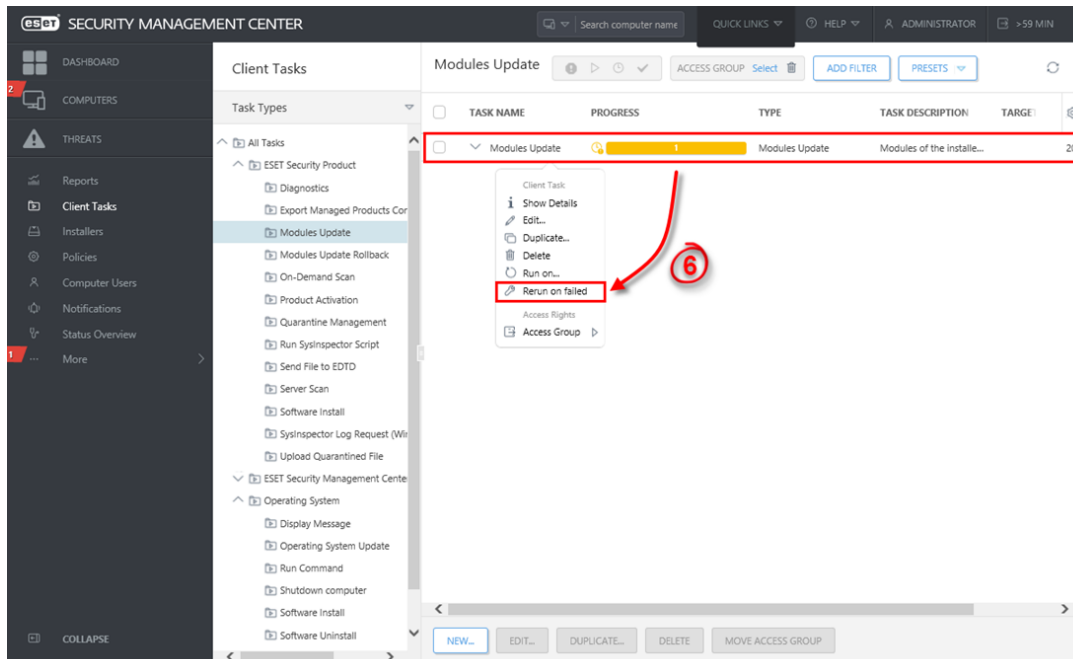 eset SECURITY MANAGEMENT CENTER
Search computer name
QUICK LINKS
HELP
ADMINISTRATOR
>59 MIN
DASHBOARD
2
COMPUTERS
THREATS
Reports
Client Tasks
Installers
Policies
Computer Users
Notifications
Status Overview
1
More
COLLAPSE
Client Tasks
Task Types
All Tasks
ESET Security Product
Diagnostics
Export Managed Products Cor
Modules Update
Modules Update Rollback
On-Demand Scan
Product Activation
Quarantine Management
Run SysInspector Script
Send File to EDTD
Server Scan
Software Install
SysInspector Log Request (Wir
Upload Quarantined File
ESET Security Management Cente
Operating System
Display Message
Operating System Update
Run Command
Shutdown computer
Software Install
Software Uninstall
Modules Update
ACCESS GROUP Select
ADD FILTER
PRESETS
TASK NAME PROGRESS TYPE TASK DESCRIPTION TARGE
Modules Update 1 Modules Update Modules of the installe... 20
Client Task
Show Details
Edit...
Duplicate...
Delete
Run on...
Rerun on failed
Access Rights
Access Group
6
NEW... EDIT... DUPLICATE... DELETE MOVE ACCESS GROUP